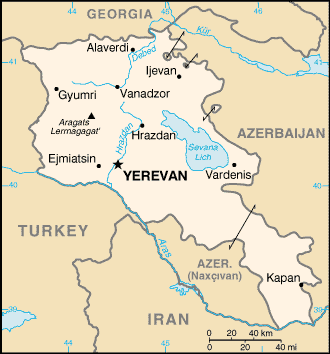 44
GEORGIA
46
Alaverdi
Debed
Kür
41
41
Ijevan
Gyumri
Vanadzor
Aragats
Lerrnagagat'
Hrazdan
Hrazdan
Sevana
Lich
AZERBAIJAN
Ejmiatsin
YEREVAN
Vardenis
40
40
TURKEY
Aras
AZER.
(Naxçıvan)
Kapan
IRAN
39
39
0 20 40 km
0 20 40 mi
44
46